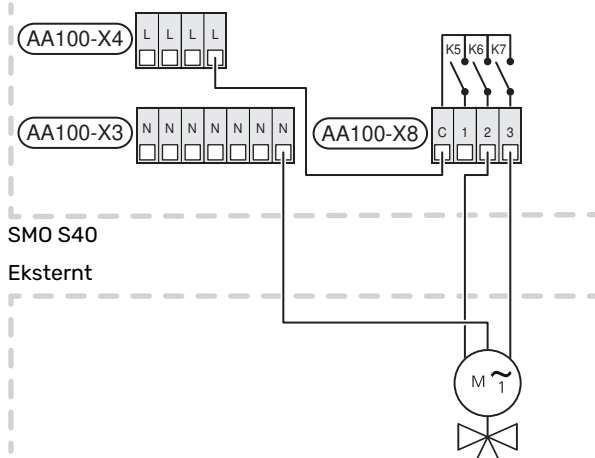 AA100-X4
L L L L
K5 K6 K7
AA100-X3
N N N N N N N
AA100-X8
C 1 2 3
SMO S40
Eksternt
M ~ 1